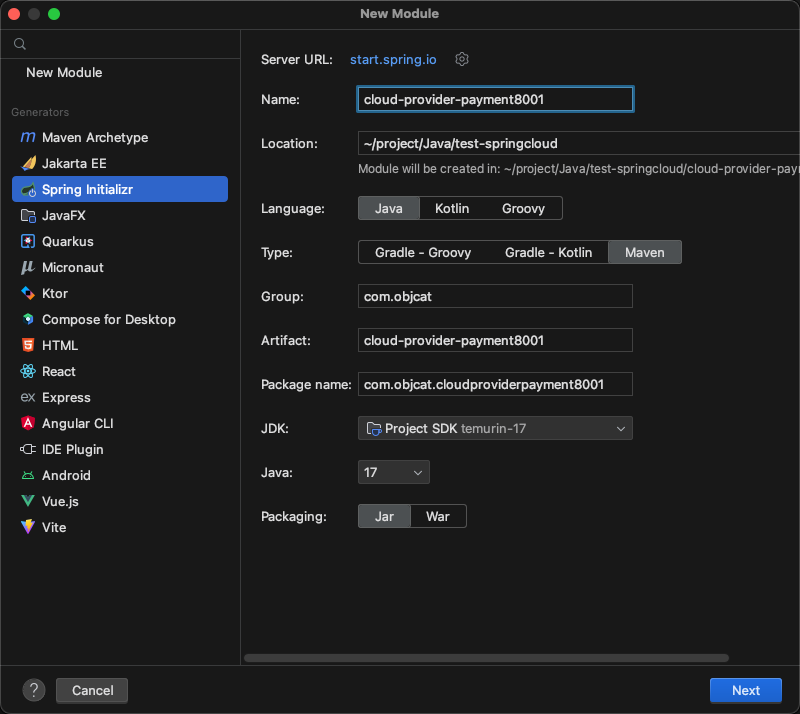 New Module
New Module
Generators
Maven Archetype
Jakarta EE
Spring Initializr
JavaFX
Quarkus
Micronaut
Ktor
Compose for Desktop
HTML
React
ex Express
Angular CLI
IDE Plugin
Android
Vue.js
Vite
Server URL: start.spring.io
Name: cloud-provider-payment8001
Location: ~/project/Java/test-springcloud
Module will be created in: ~/project/Java/test-springcloud/cloud-provider-paym
Language: Java Kotlin Groovy
Type: Gradle - Groovy Gradle - Kotlin Maven
Group: com.objcat
Artifact: cloud-provider-payment8001
Package name: com.objcat.cloudproviderpayment8001
JDK: Project SDK temurin-17
Java: 17
Packaging: Jar War
? Cancel Next